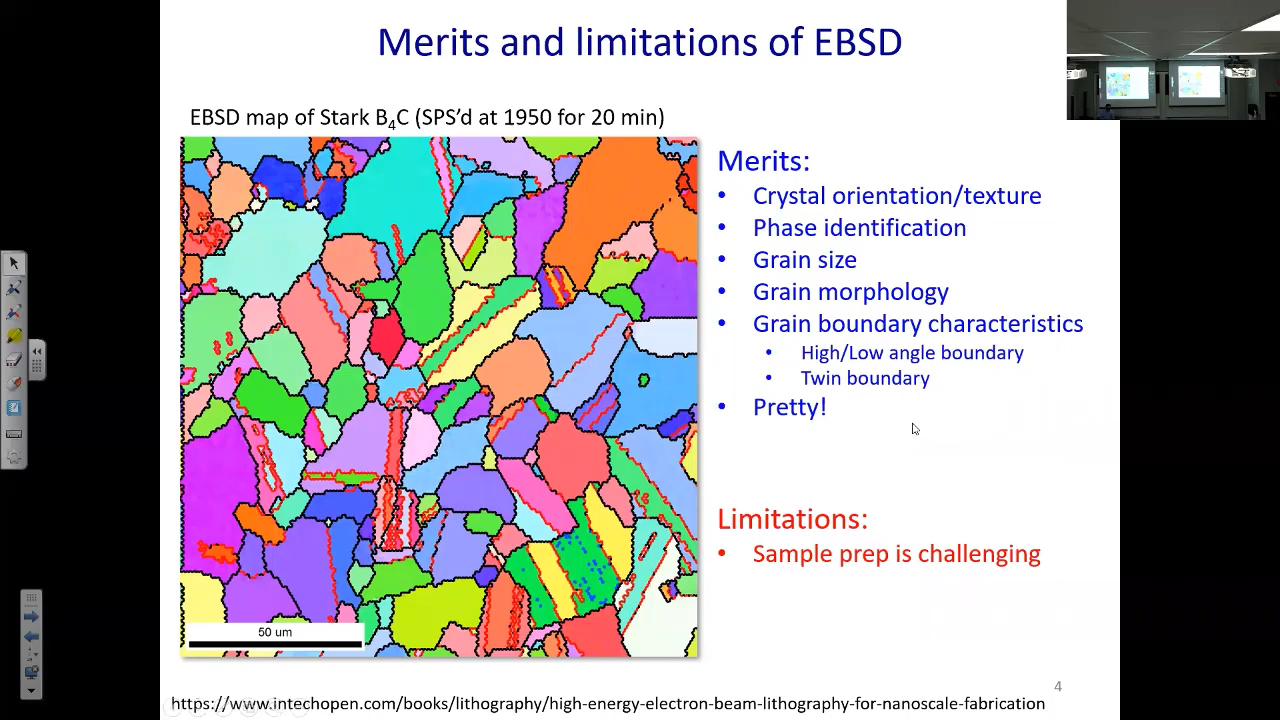 Merits and limitations of EBSD
EBSD map of Stark B4C (SPS'd at 1950 for 20 min)
50 um
Merits:
• Crystal orientation/texture
• Phase identification
• Grain size
• Grain morphology
• Grain boundary characteristics
• High/Low angle boundary
• Twin boundary
• Pretty!
Limitations:
• Sample prep is challenging
4
https://www.intechopen.com/books/lithography/high-energy-electron-beam-lithography-for-nanoscale-fabrication